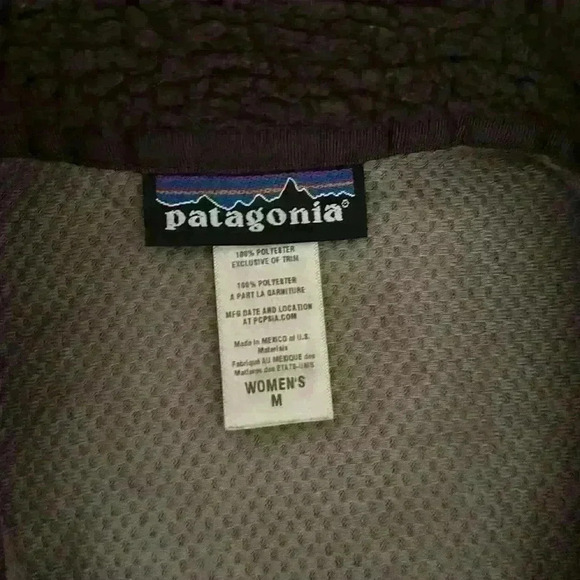 patagonia®
100% POLYESTER
EXCLUSIVE OF TRIM
100% POLYESTER
A PART LA GARNITURE
MFG DATE AND LOCATION
AT PCPSIA.COM
Made in MEXICO of U.S.
Materials
Fabriqué AU MEXIQUE des
Matieres des ETATS-UNIS
WOMEN'S
M